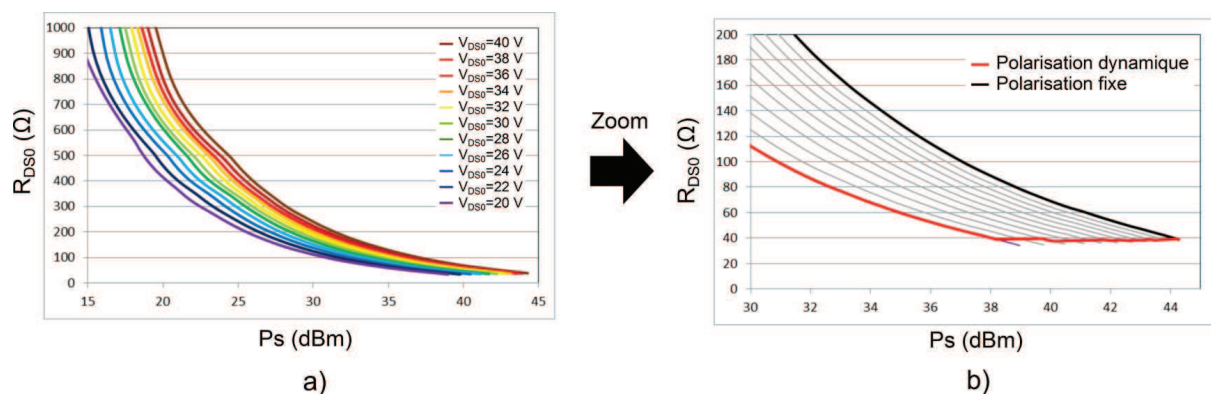 R_DS0 (Ω)
1000
900
800
700
600
500
400
300
200
100
0
15
20
25
30
35
40
45
Ps (dBm)
V_DS0=40 V
V_DS0=38 V
V_DS0=36 V
V_DS0=34 V
V_DS0=32 V
V_DS0=30 V
V_DS0=28 V
V_DS0=26 V
V_DS0=24 V
V_DS0=22 V
V_DS0=20 V
a)
Zoom
R_DS0 (Ω)
200
180
160
140
120
100
80
60
40
20
0
30
32
34
36
38
40
42
44
Ps (dBm)
Polarisation dynamique
Polarisation fixe
b)